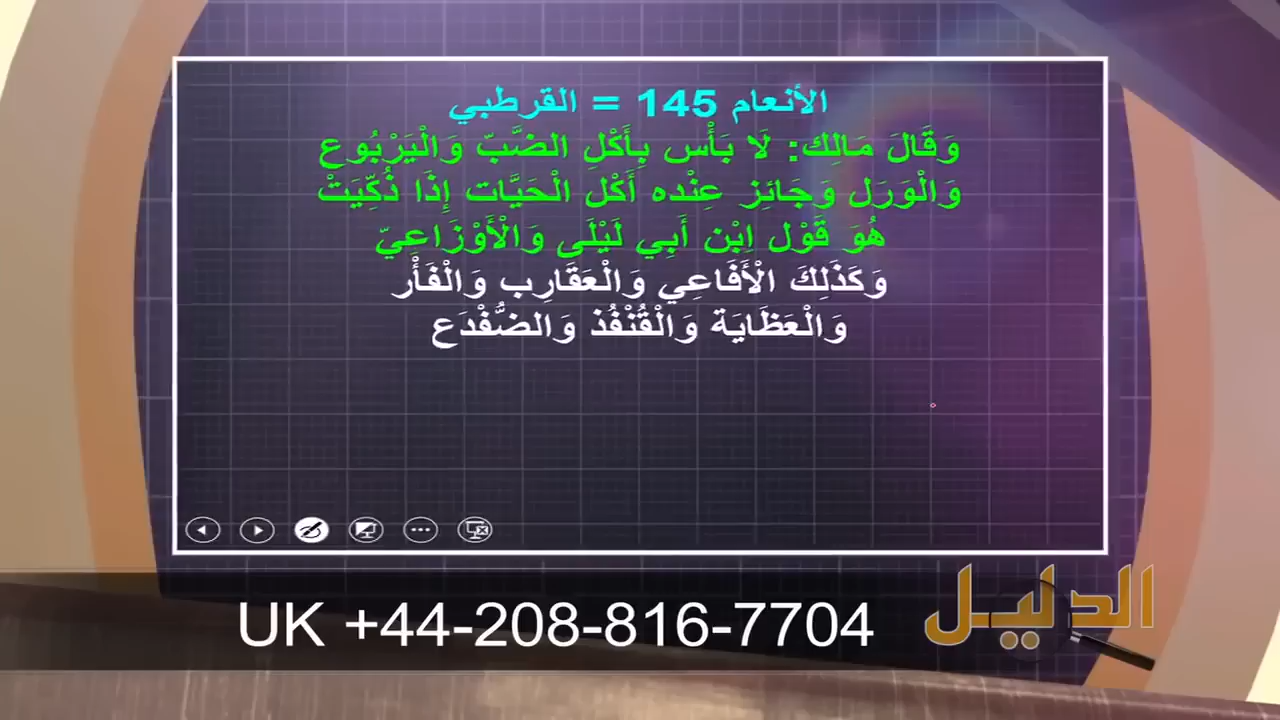 الأنعام 145 = القرطبي
وَقَالَ مَالِك: لَا بَأْس بِأَكْلِ الضَّبّ وَالْيَرْبُوع
وَالْوَرَل وَجَائِز عِنْده أَكْل الْحَيَّات إِذَا ذُكِّيَتْ
هُوَ قَوْل اِبْن أَبِي لَيْلَى وَالْأَوْزَاعِيّ
وَكَذَلِكَ الْأَفَاعِي وَالْعَقَارِب وَالْفَأْر
وَالْعَظَايَة وَالْقُنْفُذ وَالضُّفْدَع
UK +44-208-816-7704
الدليل